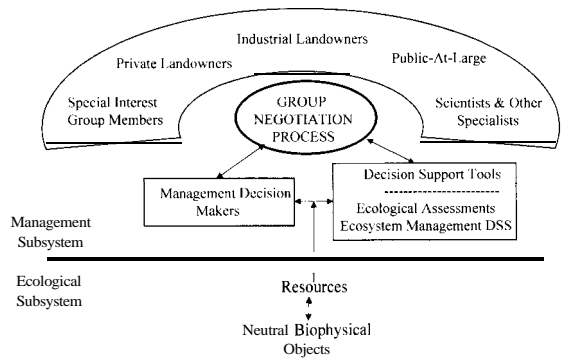 Industrial Landowners
Private Landowners
Public-At-Large
Special Interest
Group Members
Scientists & Other
Specialists
GROUP
NEGOTIATION
PROCESS
Management Decision
Makers
Decision Support Tools
Ecological Assessments
Ecosystem Management DSS
Management
Subsystem
Ecological
Subsystem
Resources
Neutral Biophysical
Objects